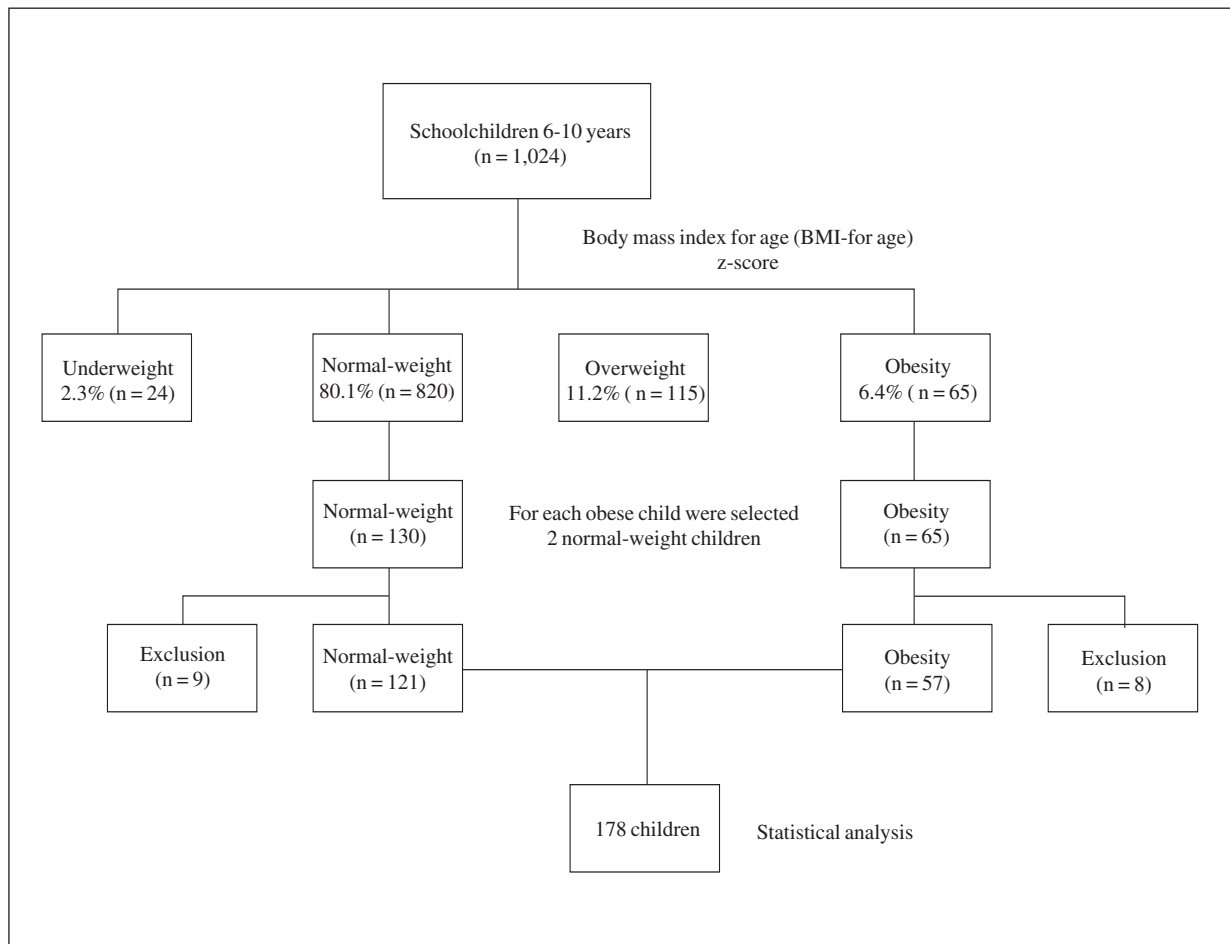 Schoolchildren 6-10 years
(n = 1,024)
Body mass index for age (BMI-for age)
z-score
Underweight
2.3% (n = 24)
Normal-weight
80.1% (n = 820)
Overweight
11.2% ( n = 115)
Obesity
6.4% ( n = 65)
Normal-weight
(n = 130)
For each obese child were selected
2 normal-weight children
Obesity
(n = 65)
Exclusion
(n = 9)
Normal-weight
(n = 121)
Obesity
(n = 57)
Exclusion
(n = 8)
178 children
Statistical analysis